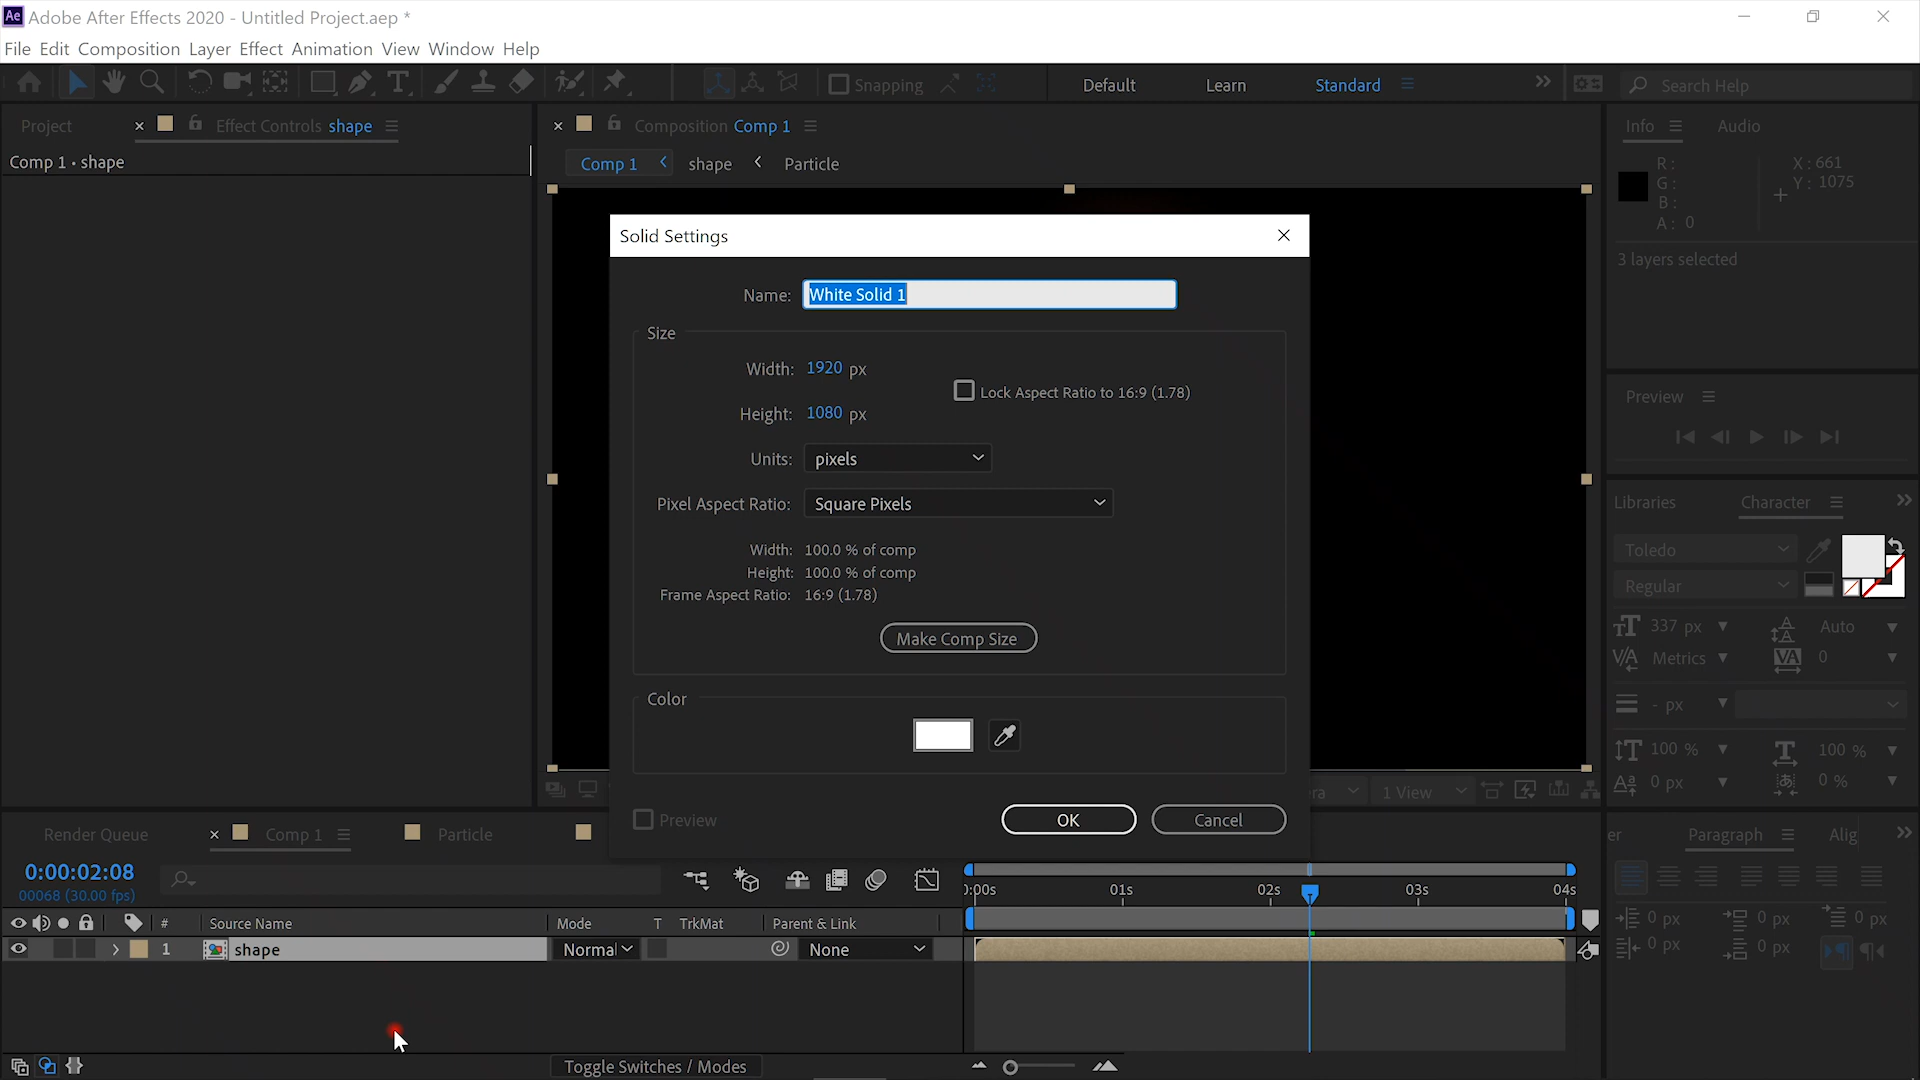 Ae Adobe After Effects 2020 - Untitled Project.aep *
File Edit Composition Layer Effect Animation View Window Help
Snapping Default Learn Standard Search Help
Project Effect Controls shape
Composition Comp 1
Info Audio
Comp 1 • shape
Comp 1 shape Particle
R:
G:
B:
A: 0
X: 661
Y: 1075
3 layers selected
Solid Settings
Name: White Solid 1
Size
Width: 1920 px
Lock Aspect Ratio to 16:9 (1.78)
Height: 1080 px
Units: pixels
Pixel Aspect Ratio: Square Pixels
Width: 100.0 % of comp
Height: 100.0 % of comp
Frame Aspect Ratio: 16:9 (1.78)
Make Comp Size
Color
Preview OK Cancel
Preview
Libraries Character
Toledo
Regular
337 px Auto
Metrics 0
- px
100 % 100 %
0 px 0 %
ra 1 View
Render Queue Comp 1 Particle
er Paragraph Alig
0:00:02:08
00068 (30.00 fps)
):00s 01s 02s 03s 04s
# Source Name Mode T TrkMat Parent & Link
1 shape Normal None
0 px 0 px 0 px
0 px 0 px
Toggle Switches / Modes